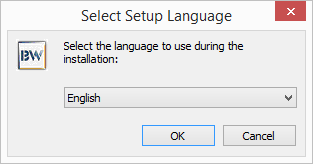 Select Setup Language
BW
Select the language to use during the
installation:
English
OK
Cancel